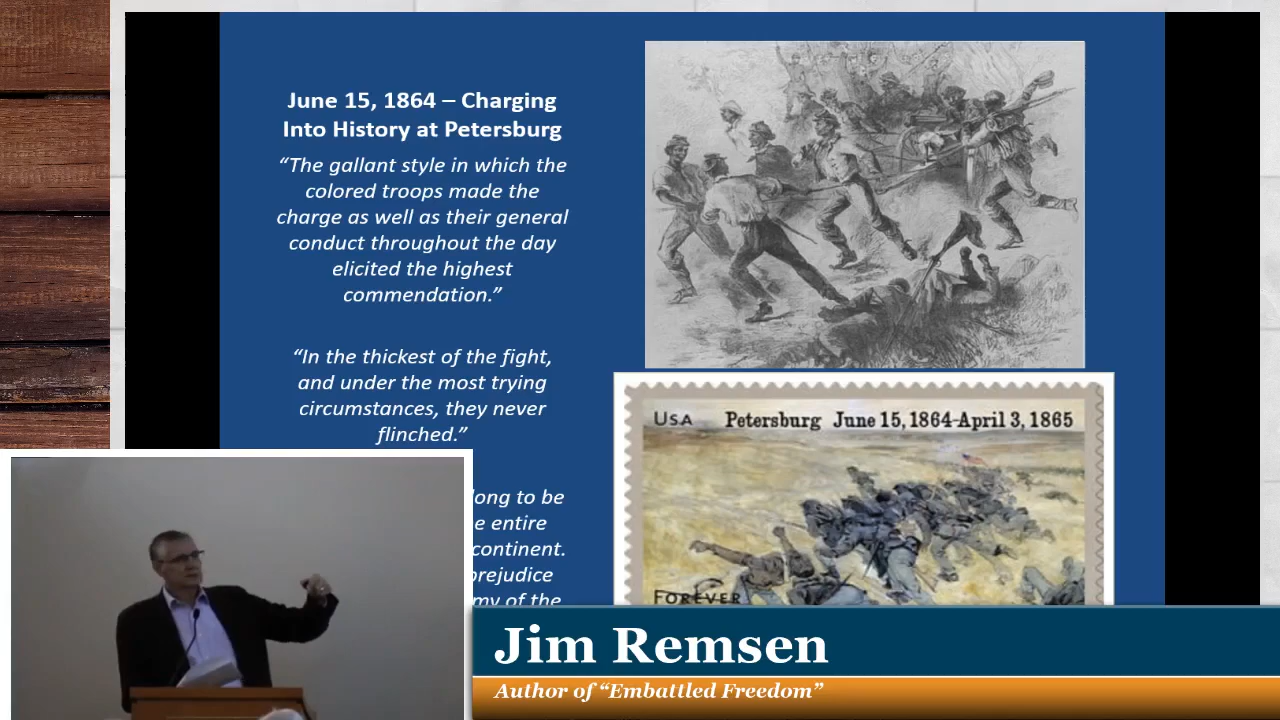 June 15, 1864 – Charging
Into History at Petersburg
“The gallant style in which the
colored troops made the
charge as well as their general
conduct throughout the day
elicited the highest
commendation.”
“In the thickest of the fight,
and under the most trying
circumstances, they never
flinched.”
long to be
entire
continent.
prejudice
of the
USA Petersburg June 15, 1864-April 3, 1865
FOREVER
Jim Remsen
Author of “Embattled Freedom”